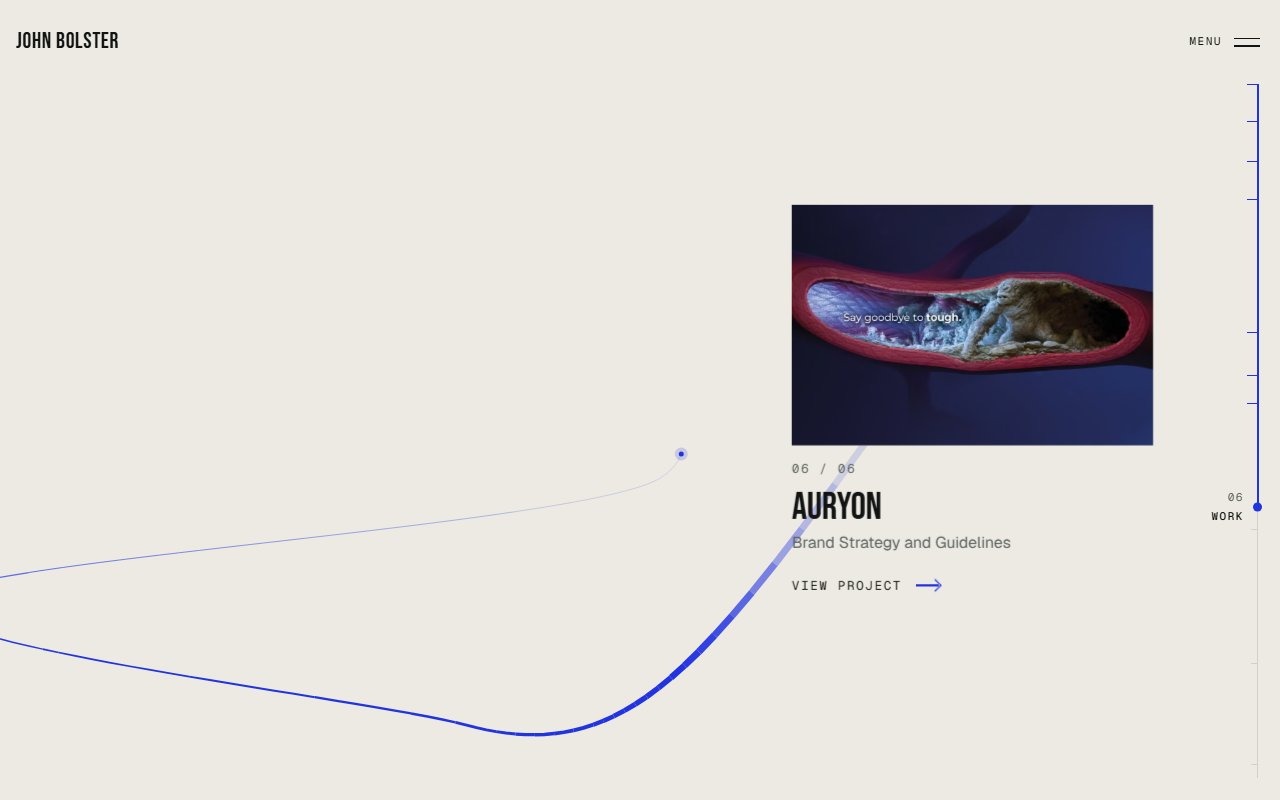 JOHN BOLSTER
MENU
Say goodbye to tough.
06 / 06
AURYON
Brand Strategy and Guidelines
VIEW PROJECT
06
WORK